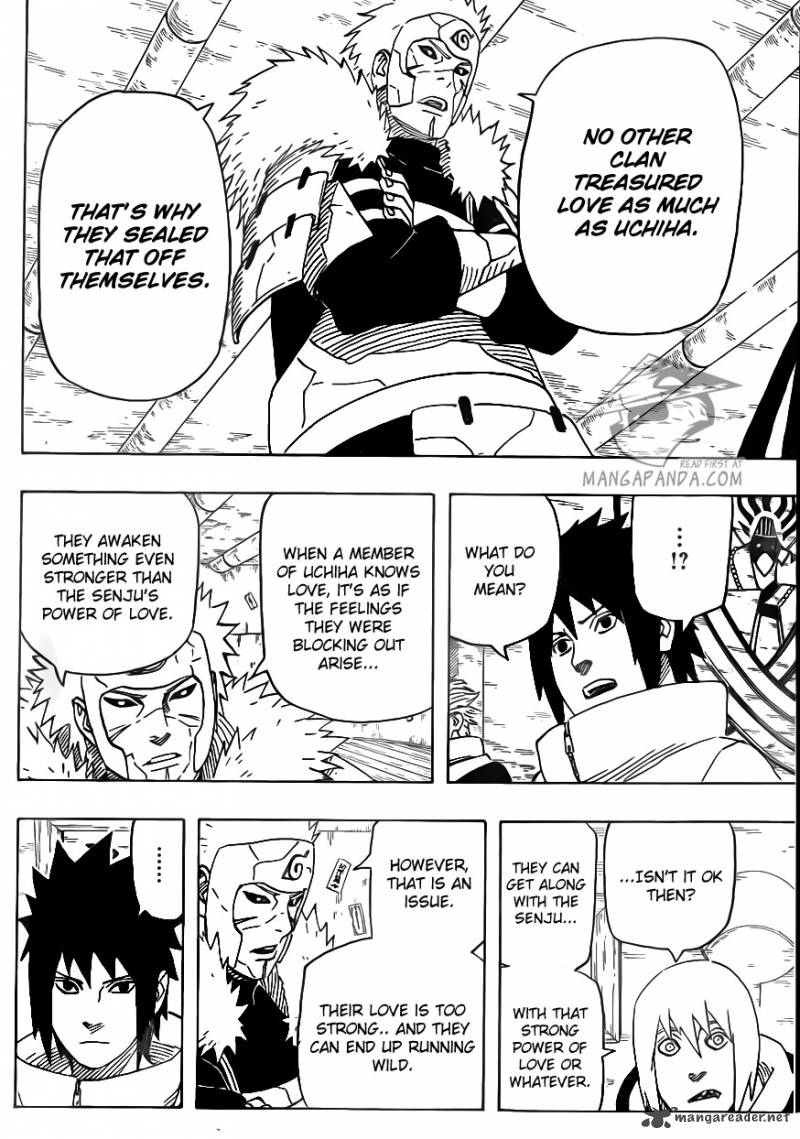 NO OTHER
CLAN
TREASURED
LOVE AS MUCH
AS UCHIHA.
THAT'S WHY
THEY SEALED
THAT OFF
THEMSELVES.
READ FIRST AT
MANGAPANDA.COM
....
!?
WHAT DO
YOU
MEAN?
WHEN A MEMBER
OF UCHIHA KNOWS
LOVE, IT'S AS IF
THE FEELINGS
THEY WERE
BLOCKING OUT
ARISE...
THEY AWAKEN
SOMETHING EVEN
STRONGER THAN
THE SENJU'S
POWER OF LOVE.
...ISN'T IT OK
THEN?
THEY CAN
GET ALONG
WITH THE
SENJU...
WITH THAT
STRONG
POWER OF
LOVE OR
WHATEVER.
HOWEVER,
THAT IS AN
ISSUE.
THEIR LOVE IS TOO
STRONG.. AND THEY
CAN END UP RUNNING
WILD.
......
mangareader.net